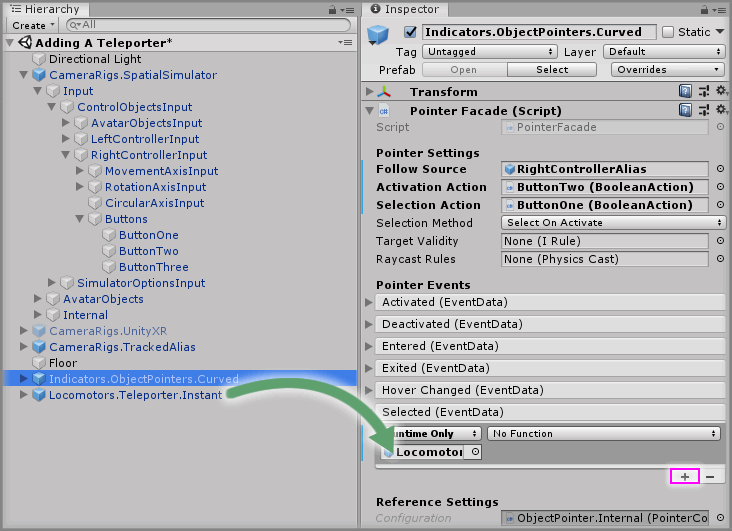 Hierarchy
Create
All
Adding A Teleporter*
Directional Light
CameraRigs.SpatialSimulator
Input
ControlObjectsInput
AvatarObjectsInput
LeftControllerInput
RightControllerInput
MovementAxisInput
RotationAxisInput
CircularAxisInput
Buttons
ButtonOne
ButtonTwo
ButtonThree
SimulatorOptionsInput
AvatarObjects
Internal
CameraRigs.UnityXR
CameraRigs.TrackedAlias
Floor
Indicators.ObjectPointers.Curved
Locomotors.Teleporter.Instant
Inspector
Indicators.ObjectPointers.Curved Static
Tag Untagged Layer Default
Prefab Open Select Overrides
Transform
Pointer Facade (Script)
Script PointerFacade
Pointer Settings
Follow Source RightControllerAlias
Activation Action ButtonTwo (BooleanAction)
Selection Action ButtonOne (BooleanAction)
Selection Method Select On Activate
Target Validity None (I Rule)
Raycast Rules None (Physics Cast)
Pointer Events
Activated (EventData)
Deactivated (EventData)
Entered (EventData)
Exited (EventData)
Hover Changed (EventData)
Selected (EventData)
untime Only No Function
Locomotor
+ −
Reference Settings
Configuration ObjectPointer.Internal (PointerCo